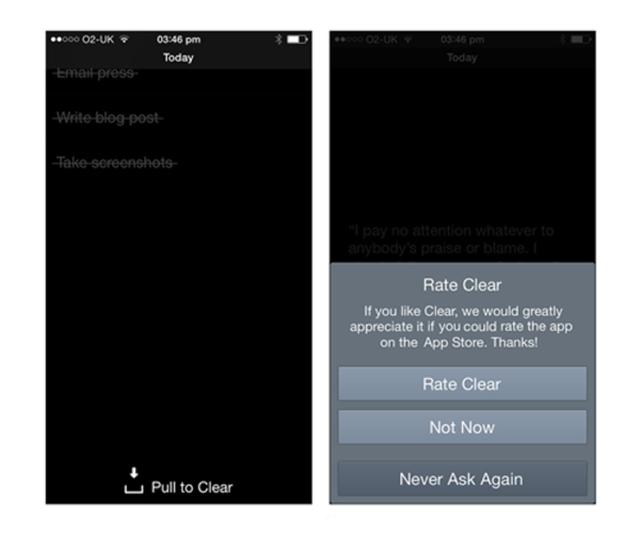 O2-UK 03:46 pm
Today
Email press
Write blog post
Take screenshots
Pull to Clear
O2-UK 03:46 pm
Today
"I pay no attention whatever to
anybody's praise or blame. I
Rate Clear
If you like Clear, we would greatly
appreciate it if you could rate the app
on the App Store. Thanks!
Rate Clear
Not Now
Never Ask Again